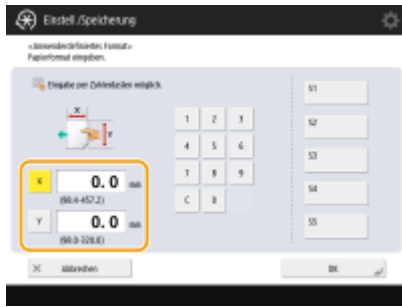 Einstell./Speicherung
<Anwenderdefiniertes Format>
Papierformat eingeben.
Eingabe per Zahlentasten möglich.
X
Y
X
0.0 mm
(98.4-457.2)
Y
0.0 mm
(90.0-320.0)
1 2 3
4 5 6
7 8 9
C 0
S1
S2
S3
S4
S5
Abbrechen
OK